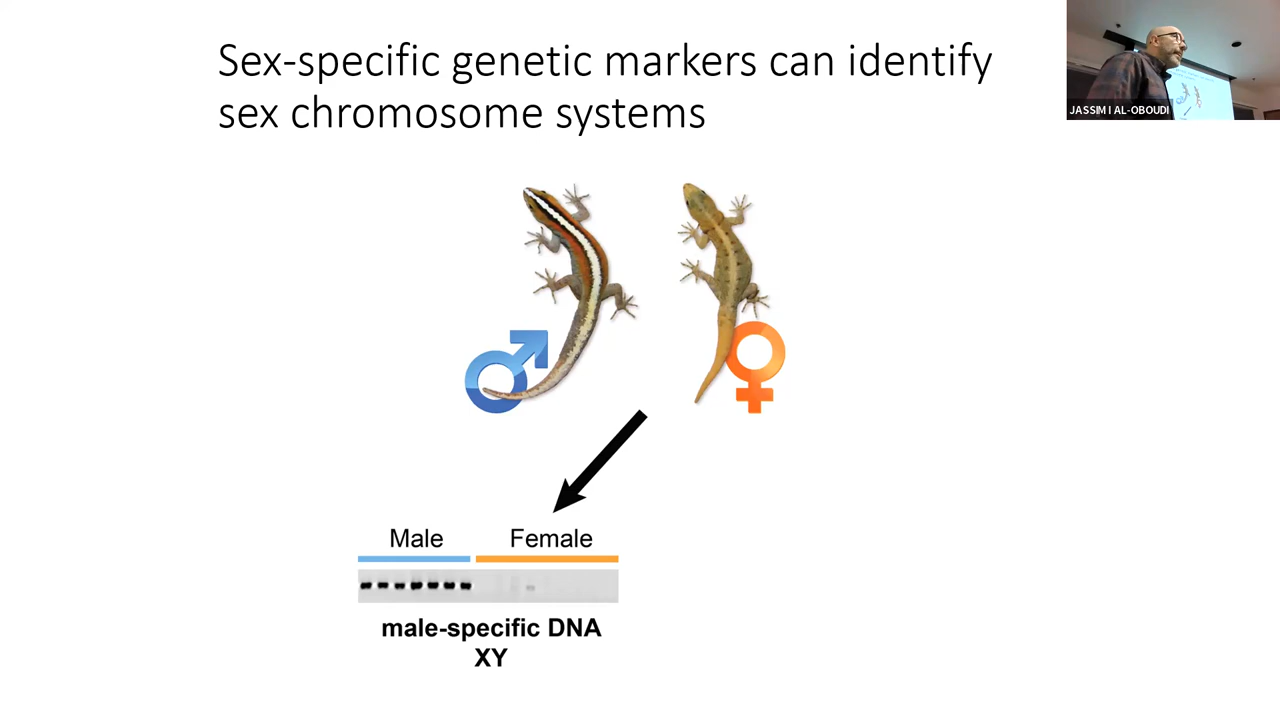 Sex-specific genetic markers can identify
sex chromosome systems
JASSIM I AL-OBOUDI
Male Female
male-specific DNA
XY